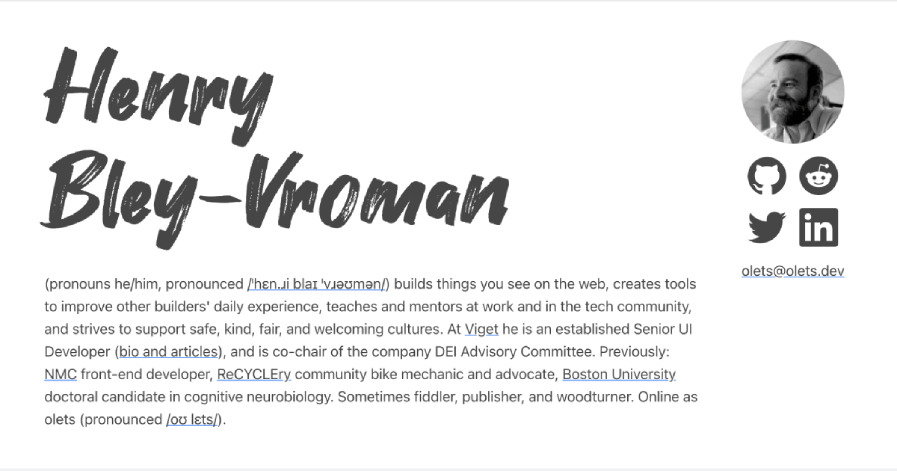 Henry
Bley-Vroman
(pronouns he/him, pronounced /ˈhɛn.ɹi blaɪ ˈvɹəʊmən/) builds things you see on the web, creates tools
to improve other builders' daily experience, teaches and mentors at work and in the tech community,
and strives to support safe, kind, fair, and welcoming cultures. At Viget he is an established Senior UI
Developer (bio and articles), and is co-chair of the company DEI Advisory Committee. Previously:
NMC front-end developer, ReCYCLEry community bike mechanic and advocate, Boston University
doctoral candidate in cognitive neurobiology. Sometimes fiddler, publisher, and woodturner. Online as
olets (pronounced /oʊ lɛts/).
in
olets@olets.dev